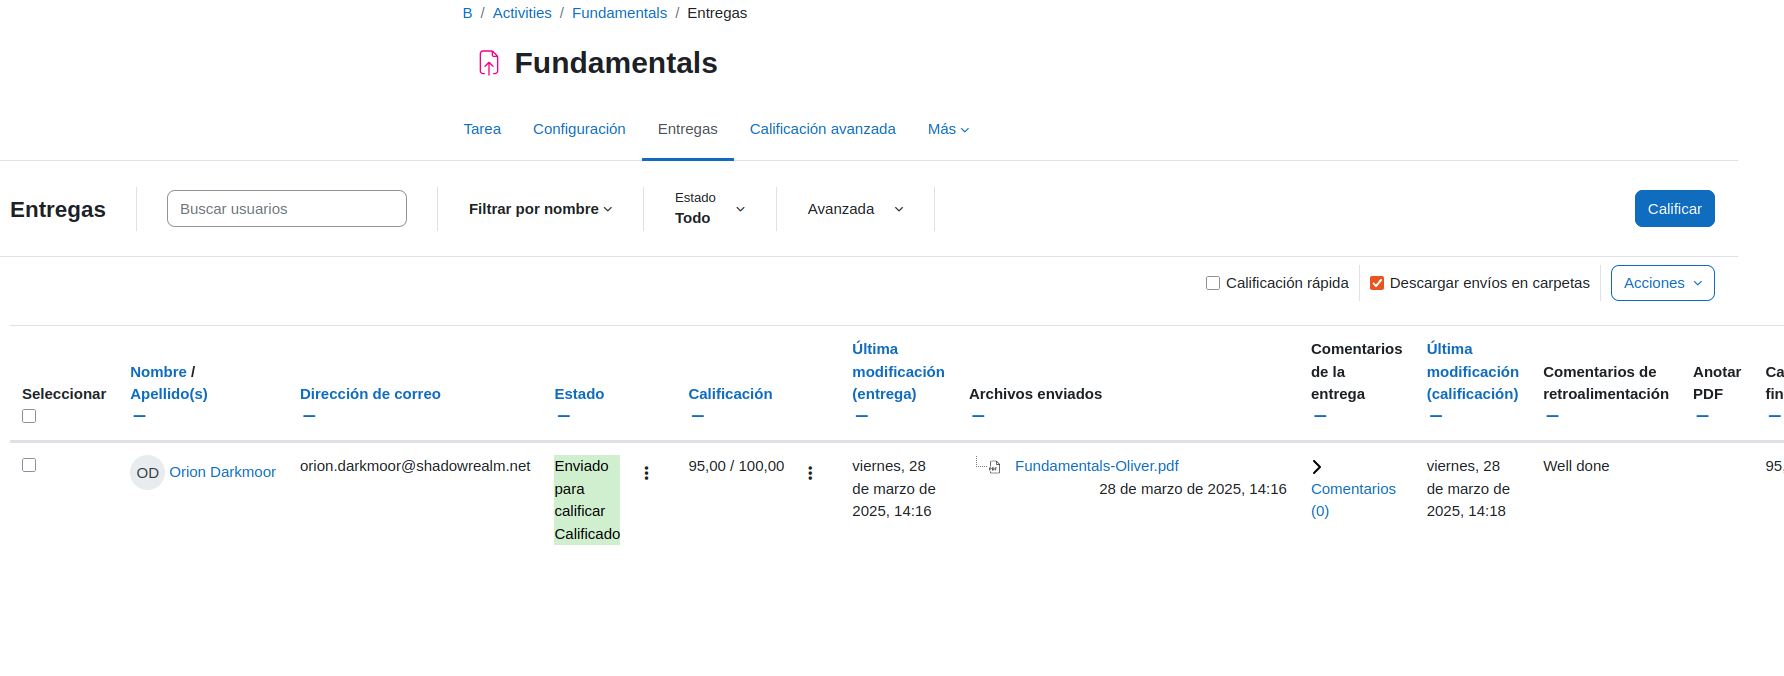 B / Activities / Fundamentals / Entregas
Fundamentals
Tarea Configuración Entregas Calificación avanzada Más
Entregas
Buscar usuarios
Filtrar por nombre
Estado
Todo
Avanzada
Calificar
Calificación rápida
Descargar envíos en carpetas
Acciones
Seleccionar
Nombre /
Apellido(s)
Dirección de correo
Estado
Calificación
Última
modificación
(entrega)
Archivos enviados
Comentarios
de la
entrega
Última
modificación
(calificación)
Comentarios de
retroalimentación
Anotar
PDF
OD
Orion Darkmoor
orion.darkmoor@shadowrealm.net
Enviado
para
calificar
Calificado
95,00 / 100,00
viernes, 28
de marzo de
2025, 14:16
Fundamentals-Oliver.pdf
28 de marzo de 2025, 14:16
Comentarios
(0)
viernes, 28
de marzo de
2025, 14:18
Well done